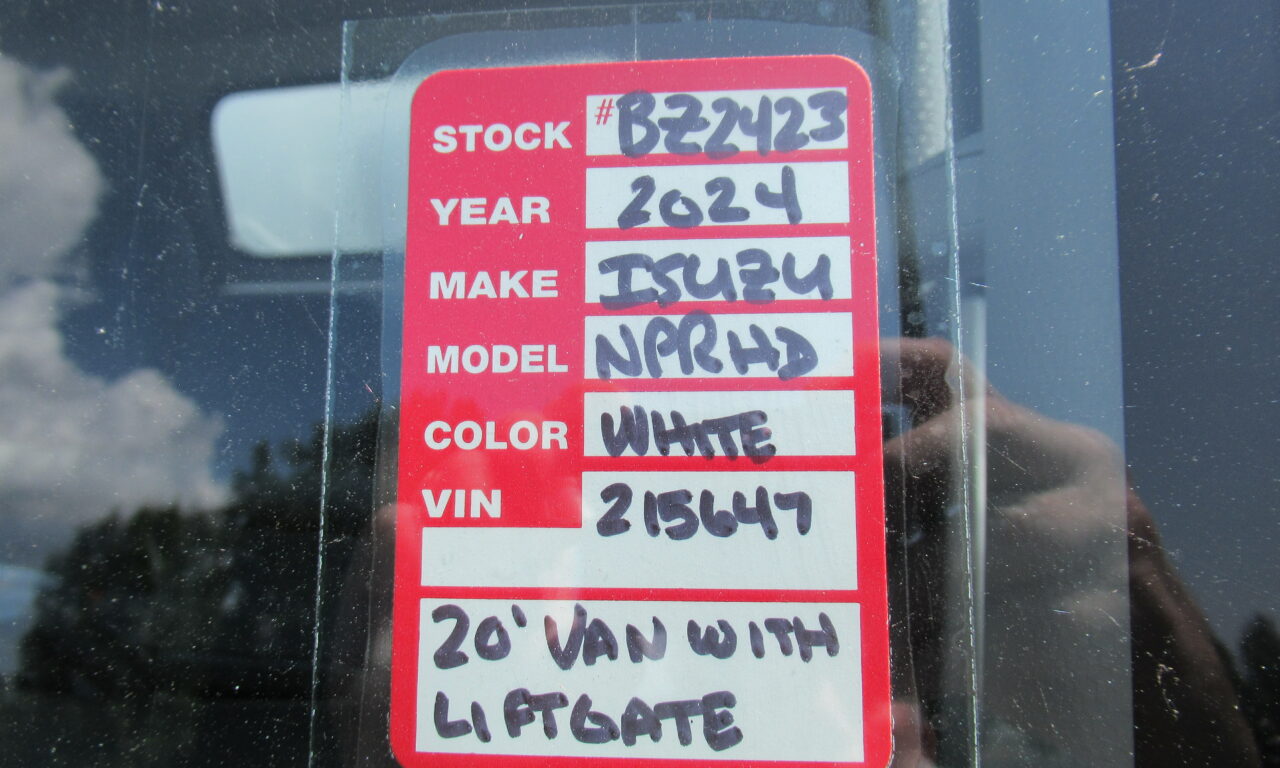 STOCK #BZ2423
YEAR 2024
MAKE ISUZU
MODEL NPRHD
COLOR WHITE
VIN 215647
20' VAN WITH
LIFTGATE